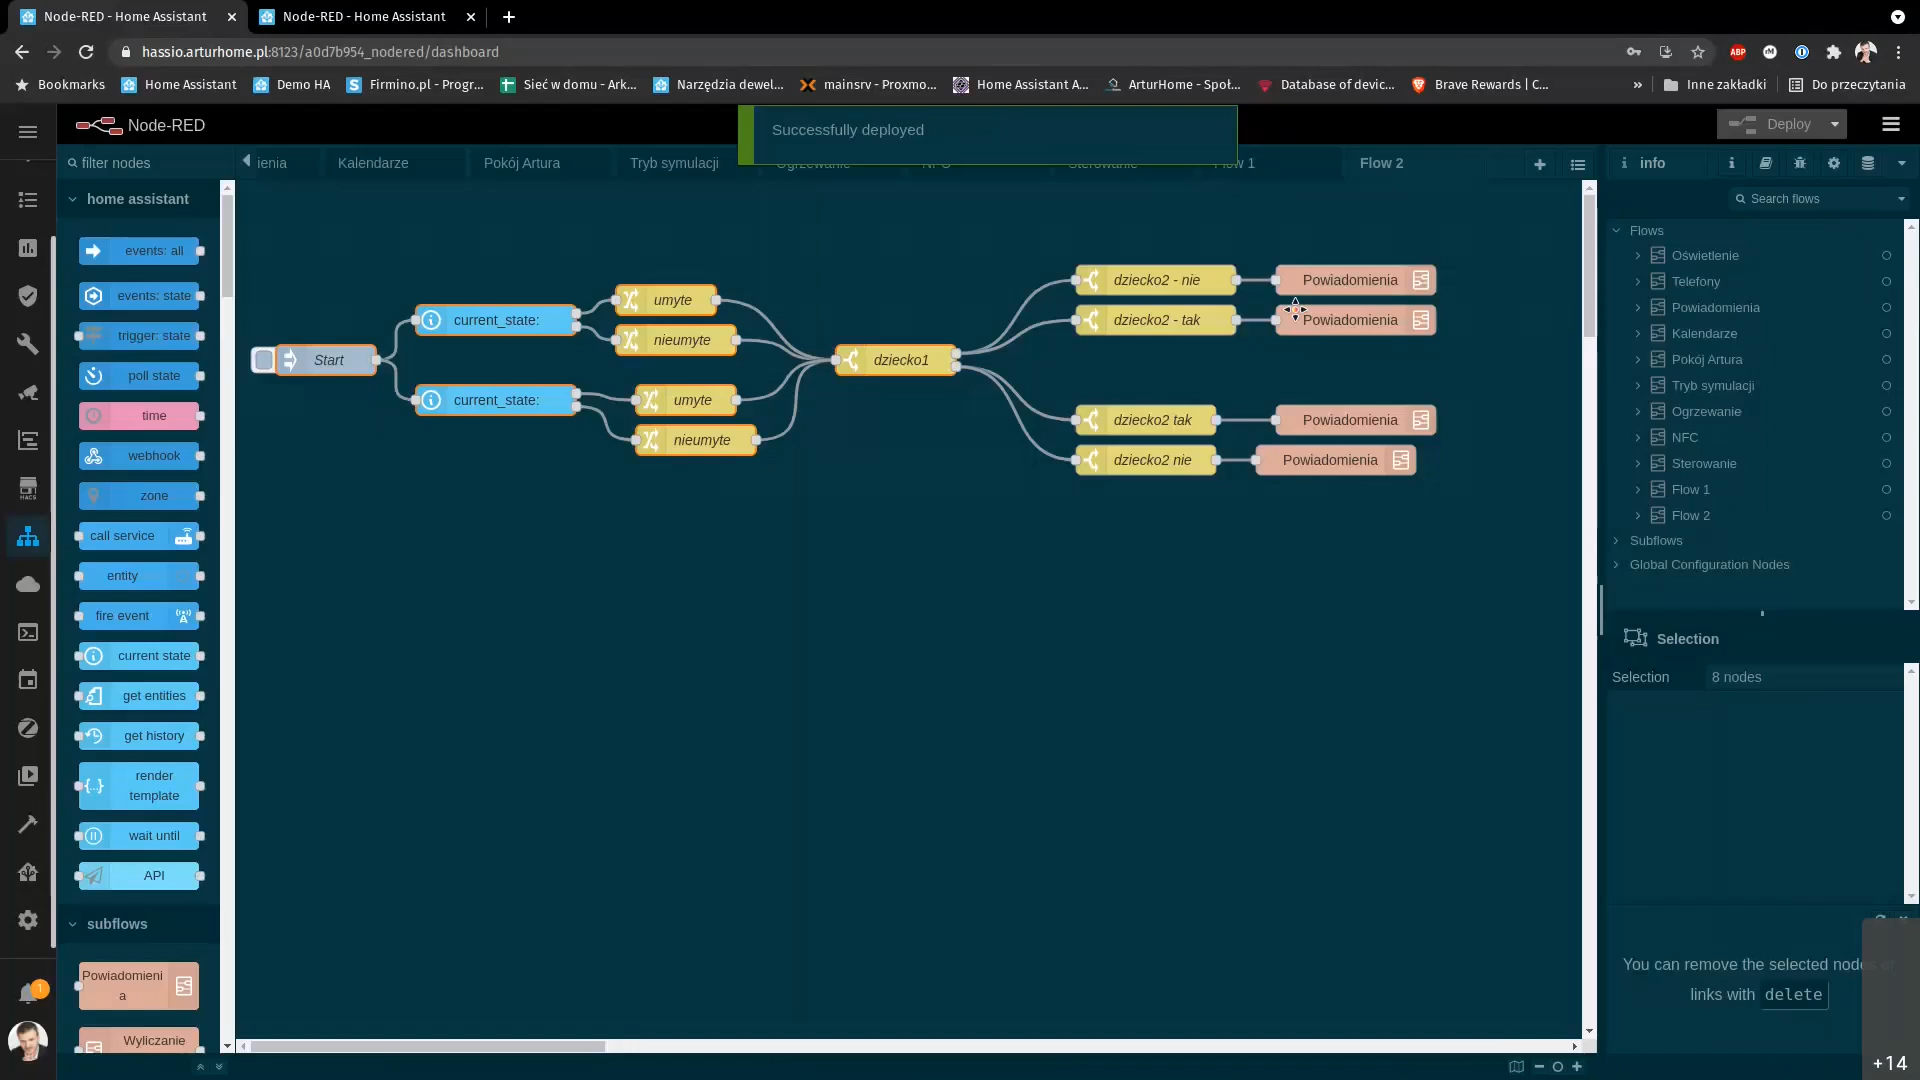 Node-RED - Home Assistant
Node-RED - Home Assistant
hassio.arturhome.pl:8123/a0d7b954_nodered/dashboard
ABP
Bookmarks
Home Assistant
Demo HA
Firmino.pl - Progr...
Sieć w domu - Ark...
Narzędzia dewel...
mainsrv - Proxmo...
Home Assistant A...
ArturHome - Społ...
Database of devic...
Brave Rewards | C...
»
Inne zakładki
Do przeczytania
Node-RED
Successfully deployed
Deploy
filter nodes
ienia
Kalendarze
Pokój Artura
Tryb symulacji
Ogrzewanie
Sterowanie
Flow 1
Flow 2
info
Search flows
home assistant
events: all
events: state
trigger: state
poll state
time
webhook
zone
call service
entity
fire event
current state
get entities
get history
render
template
wait until
API
subflows
Powiadomieni
a
Wyliczanie
HACS
1
Start
current_state:
umyte
nieumyte
current_state:
umyte
nieumyte
dziecko1
dziecko2 - nie
Powiadomienia
dziecko2 - tak
Powiadomienia
dziecko2 tak
Powiadomienia
dziecko2 nie
Powiadomienia
Flows
Oświetlenie
Telefony
Powiadomienia
Kalendarze
Pokój Artura
Tryb symulacji
Ogrzewanie
NFC
Sterowanie
Flow 1
Flow 2
Subflows
Global Configuration Nodes
Selection
Selection 8 nodes
You can remove the selected nodes or
links with delete
+14